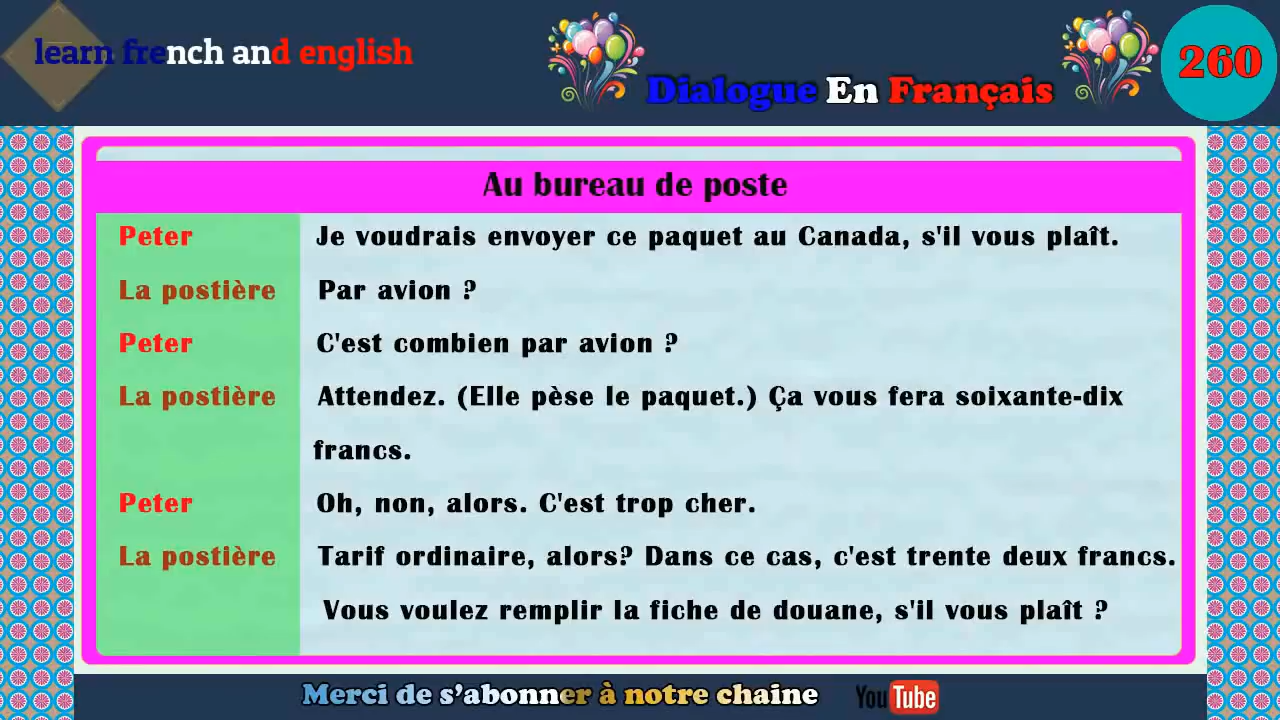 learn french and english
Dialogue En Français
260
Au bureau de poste
Peter Je voudrais envoyer ce paquet au Canada, s'il vous plaît.
La postière Par avion ?
Peter C'est combien par avion ?
La postière Attendez. (Elle pèse le paquet.) Ça vous fera soixante-dix
francs.
Peter Oh, non, alors. C'est trop cher.
La postière Tarif ordinaire, alors? Dans ce cas, c'est trente deux francs.
Vous voulez remplir la fiche de douane, s'il vous plaît ?
Merci de s'abonner à notre chaine YouTube